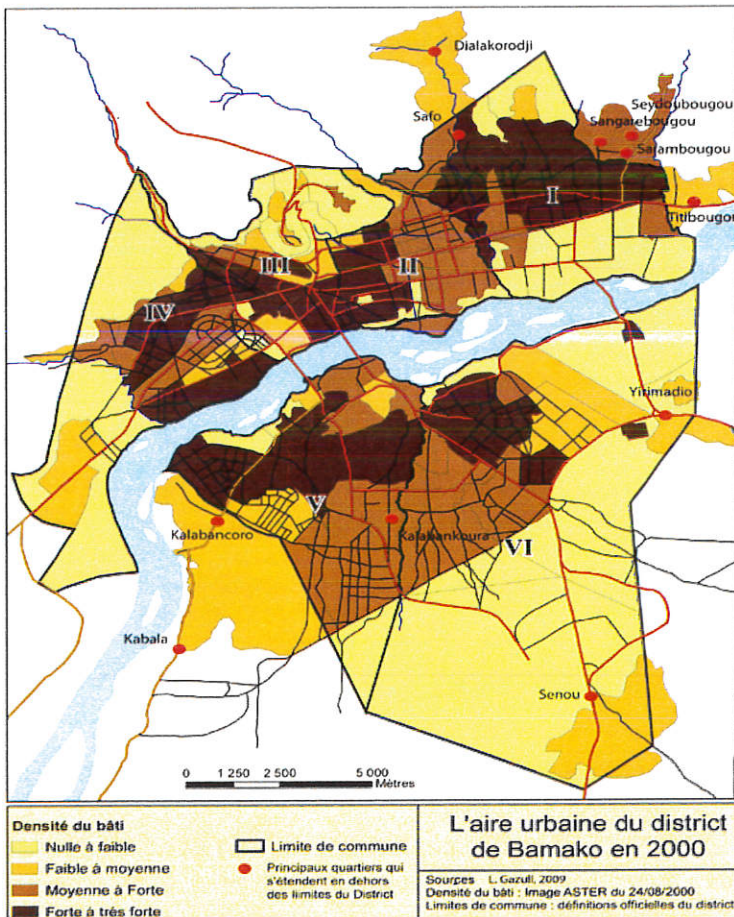 Dialakorodji
Seydoubougou
Safo
Sangarebougou
Sarambougou
I
Titibougou
III
II
IV
Yirimadio
V
Kalabancoro
Kalabankoura
VI
Kabala
Senou
0 1 250 2 500 5 000
Mètres
Densité du bâti
Nulle à faible
Faible à moyenne
Moyenne à Forte
Forte à très forte
Limite de commune
Principaux quartiers qui
s'étendent en dehors
des limites du District
L'aire urbaine du district
de Bamako en 2000
Sources L. Gazull, 2009
Densité du bâti : Image ASTER du 24/08/2000
Limites de commune : définitions officielles du district